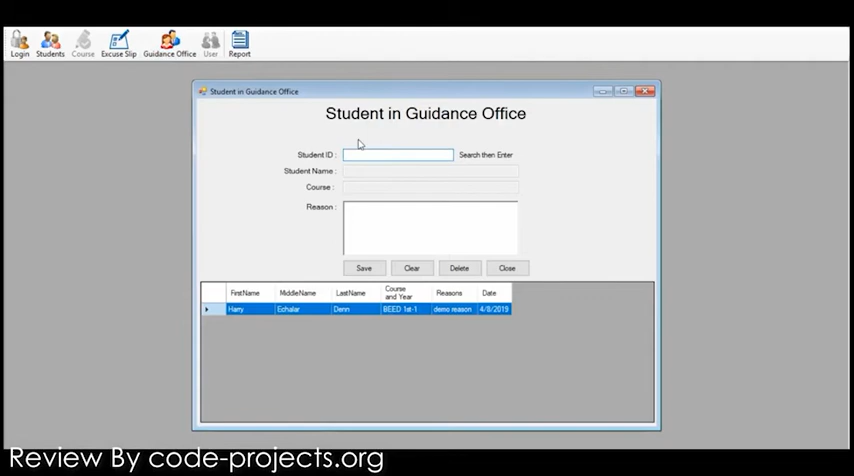 Login Students Course Excuse Slip Guidance Office User Report
Student in Guidance Office
Student in Guidance Office
Student ID : Search then Enter
Student Name :
Course :
Reason :
Save Clear Delete Close
FirstName MiddleName LastName Course and Year Reasons Date
Harry Echalar Denn BEED 1st-1 demo reason 4/8/2019
Review By code-projects.org